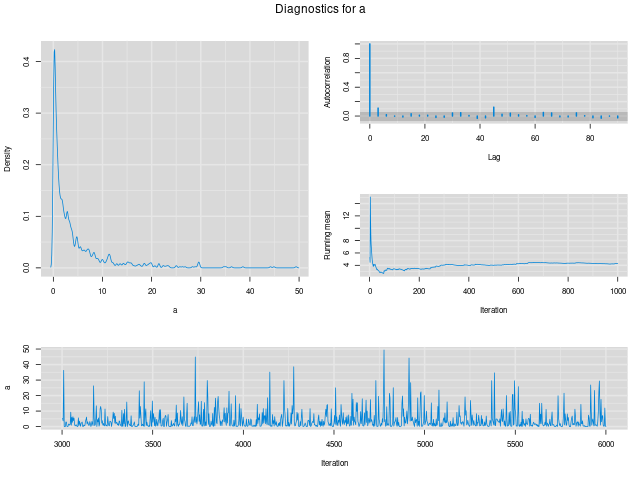 Diagnostics for a
Density
0.0 0.1 0.2 0.3 0.4
0 10 20 30 40 50
a
Autocorrelation
0.0 0.4 0.8
0 20 40 60 80
Lag
Running mean
4 6 8 12
0 200 400 600 800 1000
Iteration
a
0 10 20 30 40 50
3000 3500 4000 4500 5000 5500 6000
Iteration